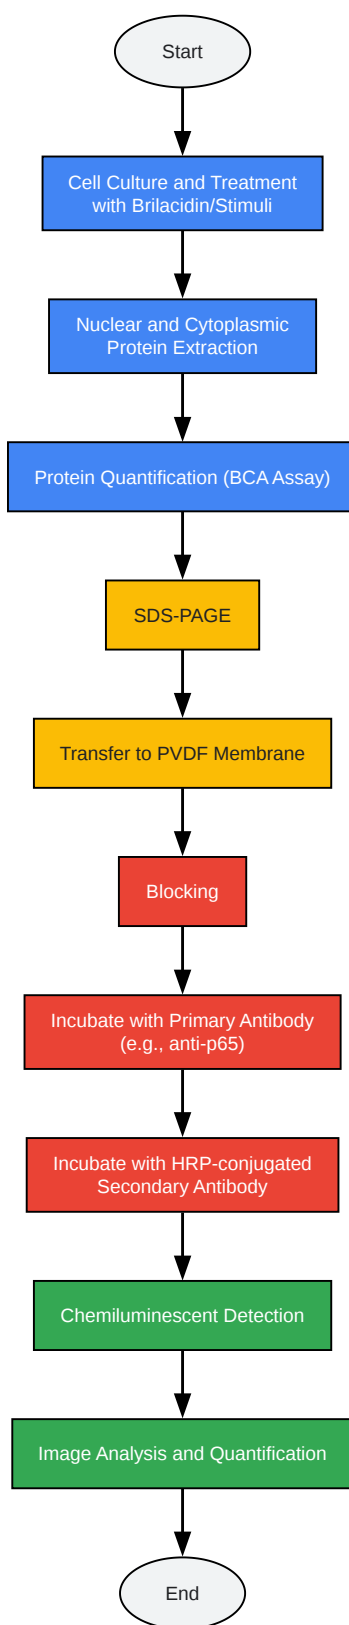 Start
Cell Culture and Treatment
with Brilacidin/Stimuli
Nuclear and Cytoplasmic
Protein Extraction
Protein Quantification (BCA Assay)
SDS-PAGE
Transfer to PVDF Membrane
Blocking
Incubate with Primary Antibody
(e.g., anti-p65)
Incubate with HRP-conjugated
Secondary Antibody
Chemiluminescent Detection
Image Analysis and Quantification
End